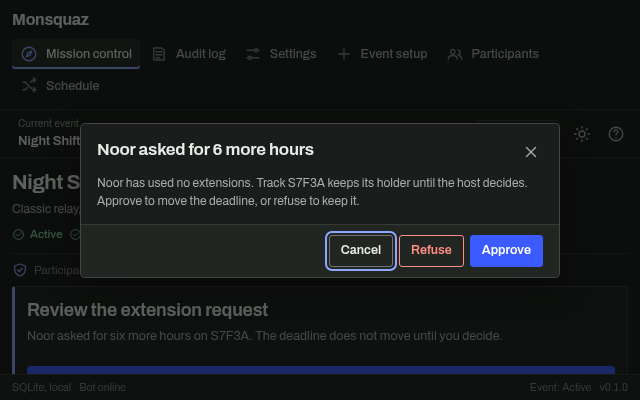 Monsquaz
Mission control
Audit log
Settings
Event setup
Participants
Schedule
Current event
Night Shift
Noor asked for 6 more hours
Noor has used no extensions. Track S7F3A keeps its holder until the host decides.
Approve to move the deadline, or refuse to keep it.
Cancel
Refuse
Approve
Night S
Classic relay,
Active
Participa
Review the extension request
Noor asked for six more hours on S7F3A. The deadline does not move until you decide.
SQLite, local Bot online
Event: Active v0.1.0